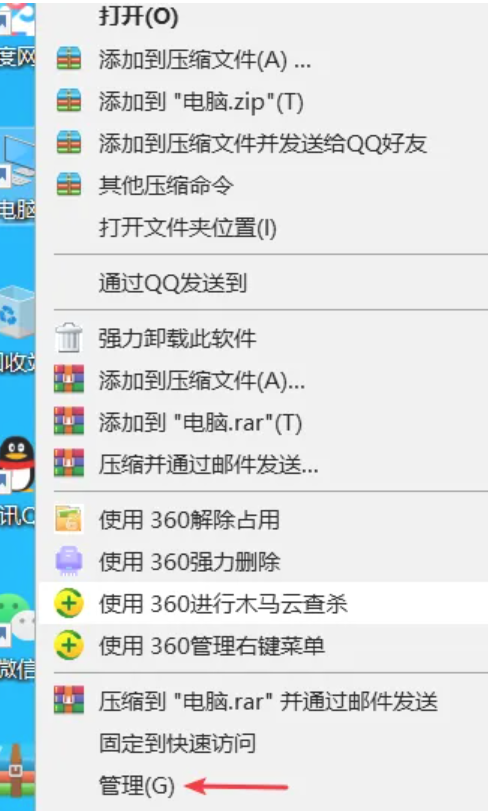 打开(O)
度网
添加到压缩文件(A) ...
添加到 "电脑.zip"(T)
添加到压缩文件并发送给QQ好友
其他压缩命令
电脑
打开文件夹位置(I)
通过QQ发送到
强力卸载此软件
回收站
添加到压缩文件(A)...
添加到 "电脑.rar"(T)
压缩并通过邮件发送...
讯Q
使用 360解除占用
使用 360强力删除
使用 360进行木马云查杀
使用 360管理右键菜单
微信
压缩到 "电脑.rar" 并通过邮件发送
固定到快速访问
管理(G)